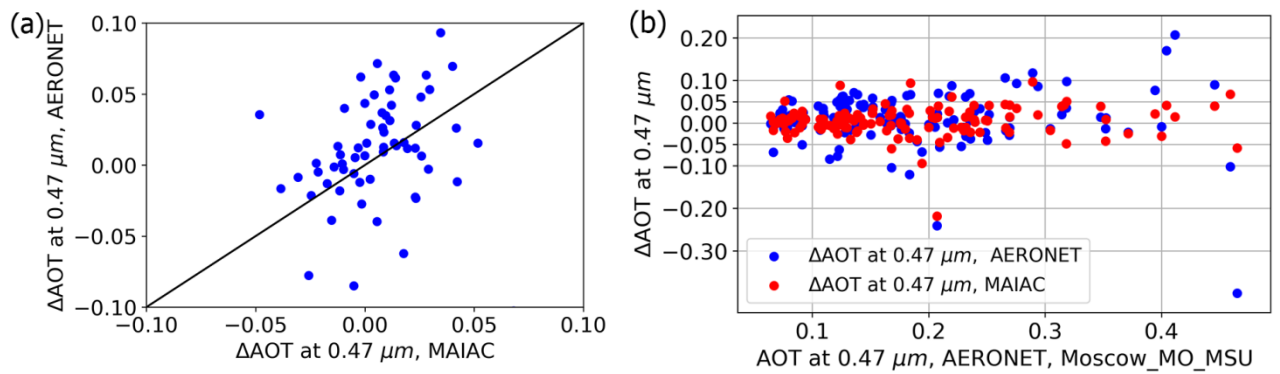 (a)
0.10
0.05
0.00
−0.05
−0.10
ΔAOT at 0.47 μm, AERONET
−0.10
−0.05
0.00
0.05
0.10
ΔAOT at 0.47 μm, MAIAC
(b)
0.20
0.10
0.05
0.00
−0.05
−0.10
−0.20
−0.30
ΔAOT at 0.47 μm
ΔAOT at 0.47 μm, AERONET
ΔAOT at 0.47 μm, MAIAC
0.1
0.2
0.3
0.4
AOT at 0.47 μm, AERONET, Moscow_MO_MSU